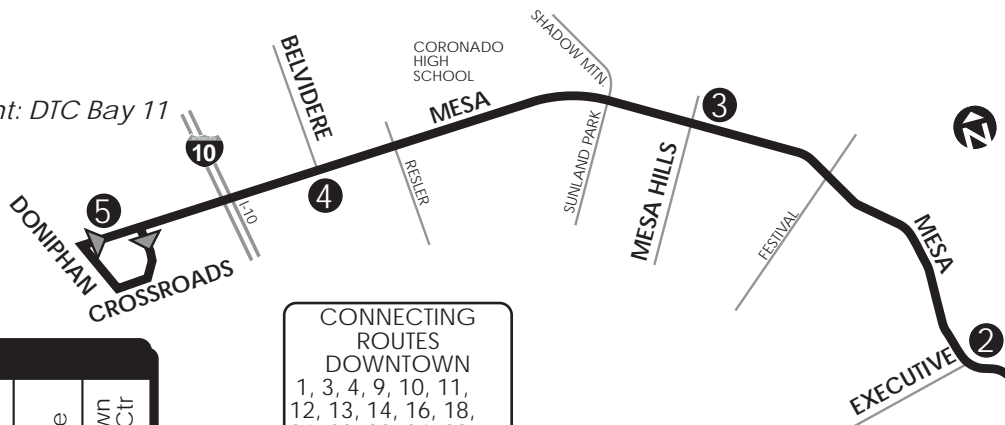 SHADOW MTN.
BELVIDERE
CORONADO
HIGH
SCHOOL
MESA
nt: DTC Bay 11
10
3
N
RESLER
SUNLAND PARK
MESA HILLS
4
5
I-10
DONIPHAN
CROSSROADS
FESTIVAL
MESA
2
EXECUTIVE
CONNECTING
ROUTES
DOWNTOWN
1, 3, 4, 9, 10, 11,
12, 13, 14, 16, 18,
wn
Ctr
e